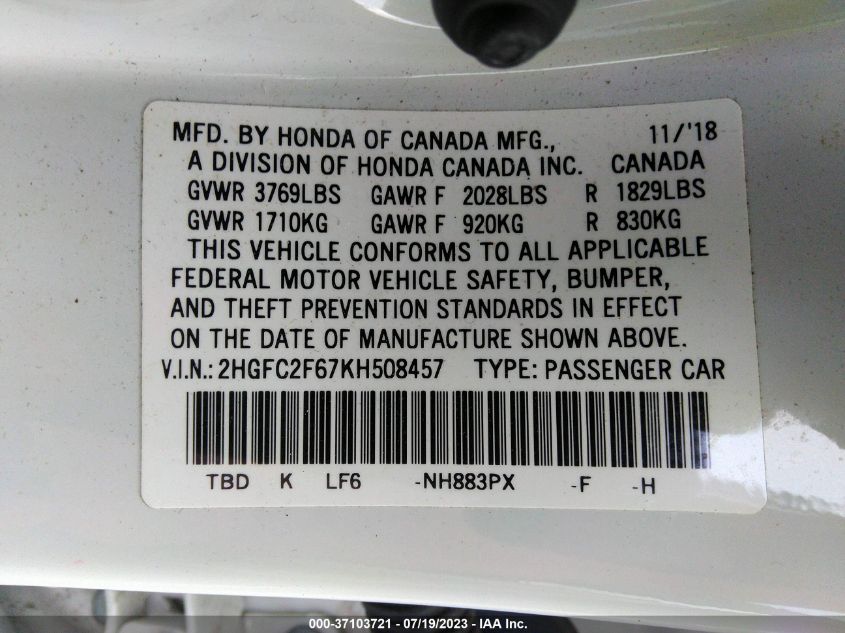 MFD. BY HONDA OF CANADA MFG., 11/'18
A DIVISION OF HONDA CANADA INC. CANADA
GVWR 3769LBS GAWR F 2028LBS R 1829LBS
GVWR 1710KG GAWR F 920KG R 830KG
THIS VEHICLE CONFORMS TO ALL APPLICABLE
FEDERAL MOTOR VEHICLE SAFETY, BUMPER,
AND THEFT PREVENTION STANDARDS IN EFFECT
ON THE DATE OF MANUFACTURE SHOWN ABOVE.
V.I.N.: 2HGFC2F67KH508457 TYPE: PASSENGER CAR
TBD K LF6 -NH883PX -F -H
000-37103721 - 07/19/2023 - IAA Inc.